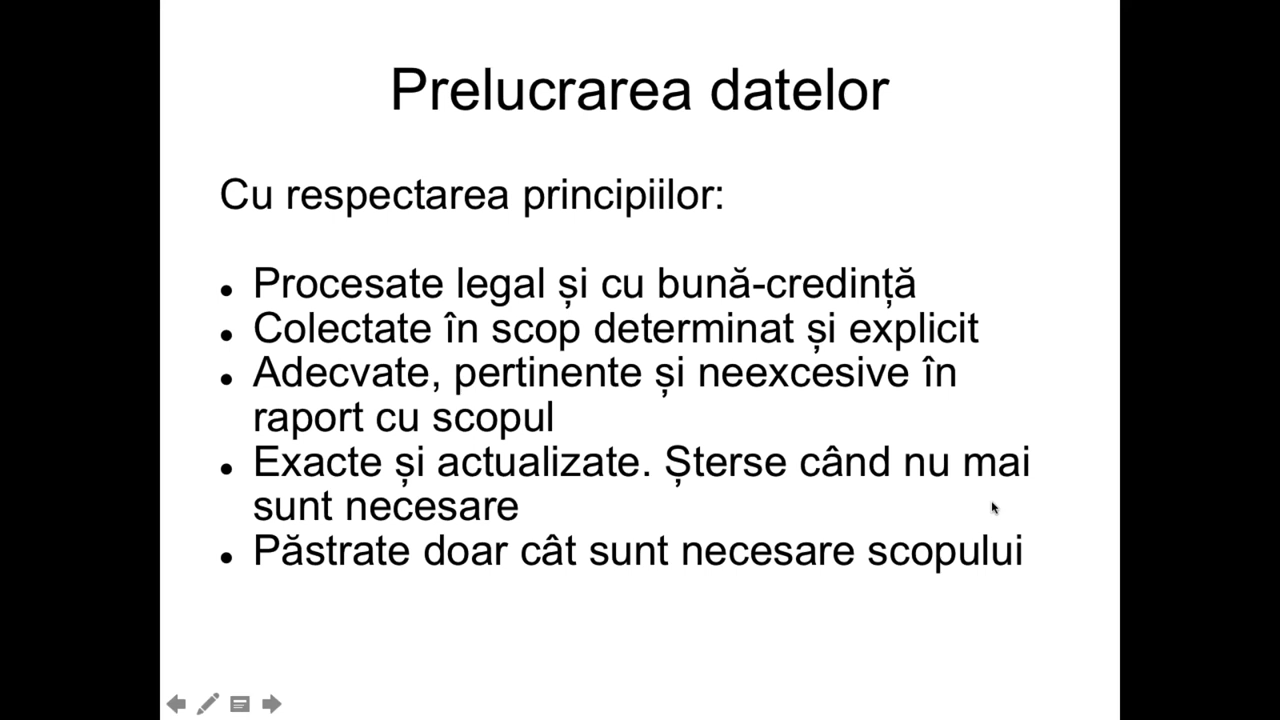 Prelucrarea datelor
Cu respectarea principiilor:
• Procesate legal și cu bună-credință
• Colectate în scop determinat și explicit
• Adecvate, pertinente și neexcesive în
raport cu scopul
• Exacte și actualizate. Șterse când nu mai
sunt necesare
• Păstrate doar cât sunt necesare scopului